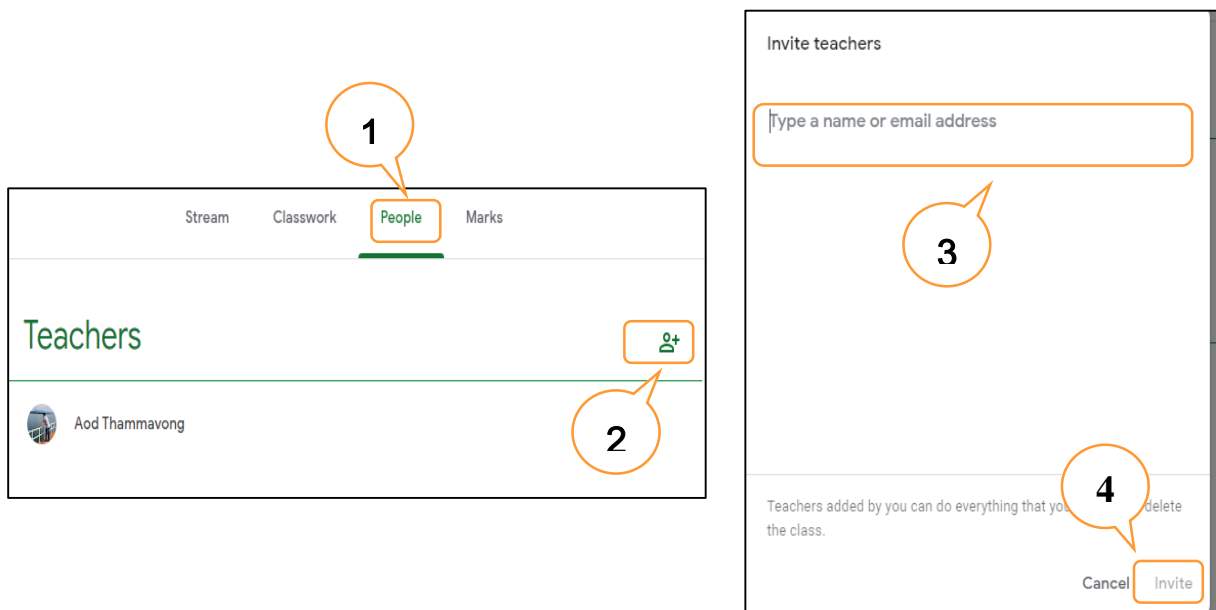 1
Stream Classwork People Marks
Teachers
2
Aod Thammavong
Invite teachers
Type a name or email address
3
4
Teachers added by you can do everything that you delete
the class.
Cancel Invite